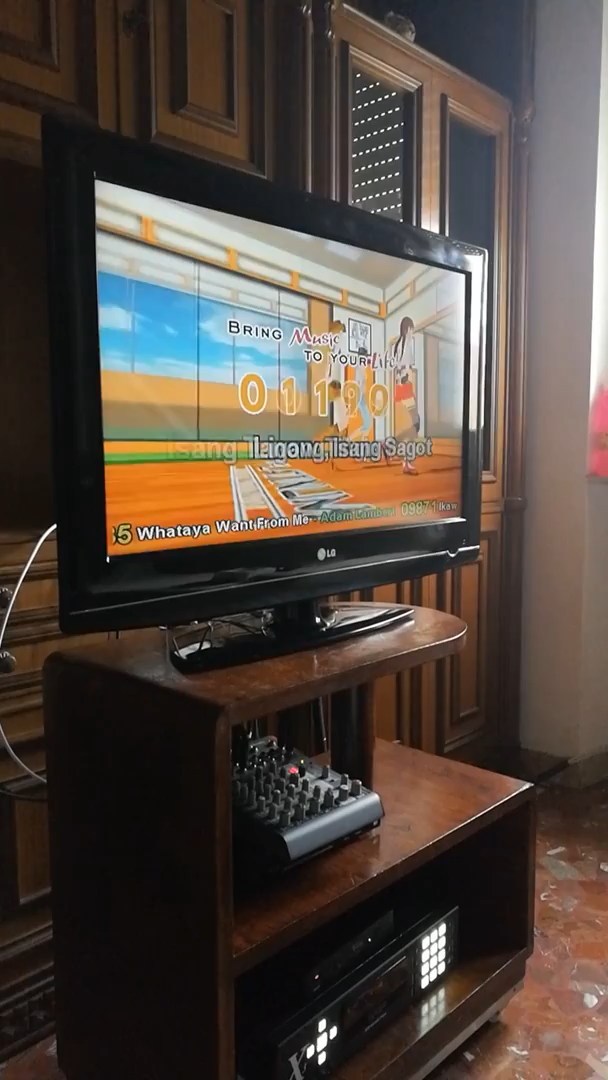 BRING Music
TO YOUR Life
01190
Isang Tigong, Isang Sagot
5 Whataya Want From Me - Adam Lambert 09871 Ikaw
LG
X